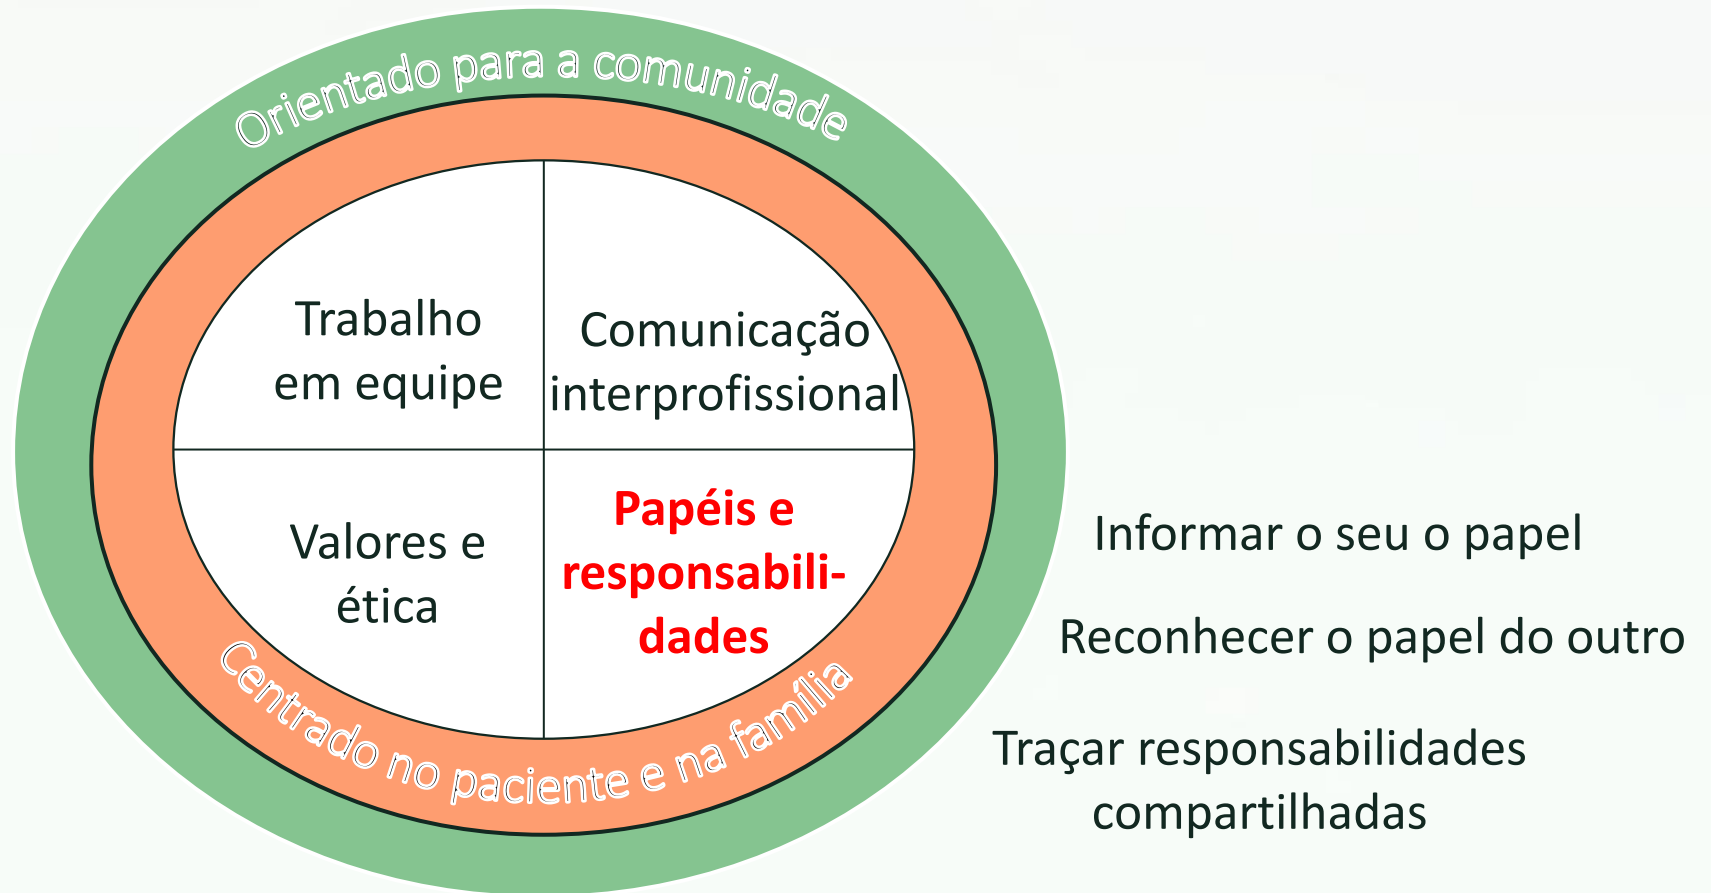 Orientado para a comunidade
Trabalho
em equipe
Comunicação
interprofissional
Valores e
ética
Papéis e
responsabili-
dades
Centrado no paciente e na família
Informar o seu o papel
Reconhecer o papel do outro
Traçar responsabilidades
compartilhadas